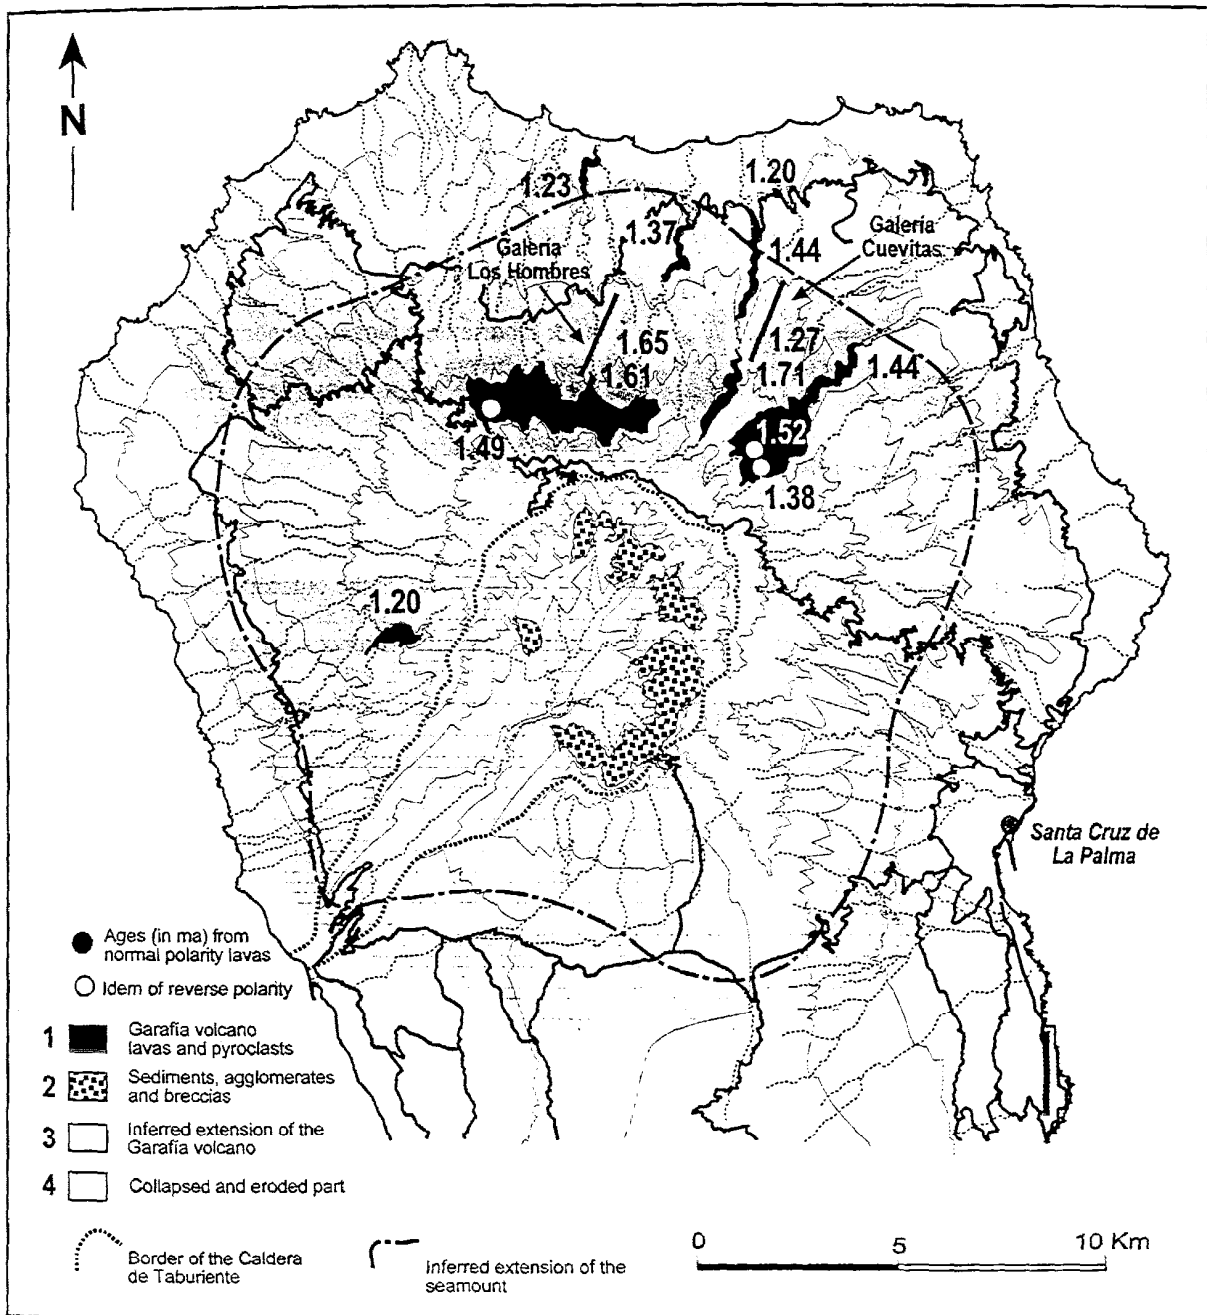 N
1.23
1.20
1.37
Galería
Los Hombres
1.44
Galería
Cuevitas
1.65
1.61
1.27
1.71
1.44
1.49
1.52
1.38
1.20
Santa Cruz de
La Palma
Ages (in ma) from
normal polarity lavas
Idem of reverse polarity
1 Garafía volcano
lavas and pyroclasts
2 Sediments, agglomerates
and breccias
3 Inferred extension of the
Garafía volcano
4 Collapsed and eroded part
Border of the Caldera
de Taburiente
Inferred extension of the
seamount
0 5 10 Km